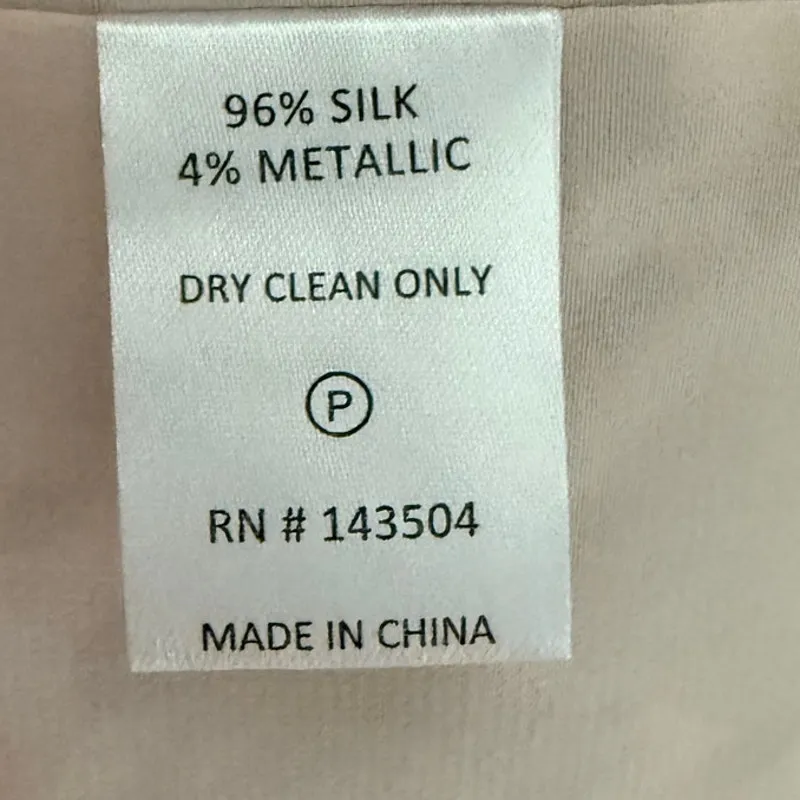 96% SILK
4% METALLIC
DRY CLEAN ONLY
P
RN # 143504
MADE IN CHINA